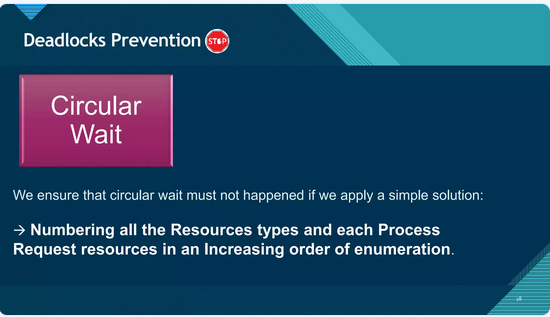 Deadlocks Prevention STOP
Circular
Wait
We ensure that circular wait must not happened if we apply a simple solution:
→ Numbering all the Resources types and each Process
Request resources in an Increasing order of enumeration.
18